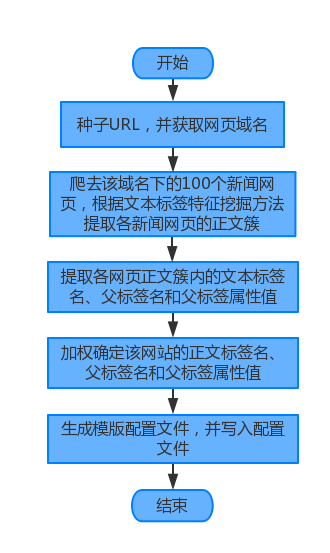 开始
种子URL，并获取网页域名
爬去该域名下的100个新闻网
页，根据文本标签特征挖掘方法
提取各新闻网页的正文簇
提取各网页正文簇内的文本标签
名、父标签名和父标签属性值
加权确定该网站的正文标签名、
父标签名和父标签属性值
生成模版配置文件，并写入配置
文件
结束